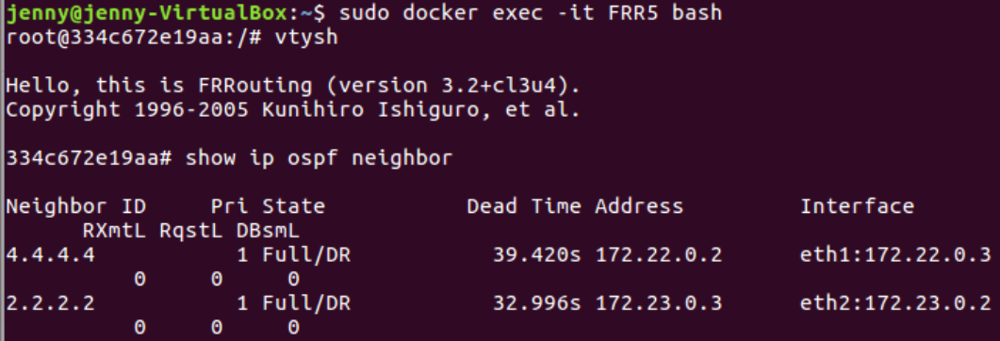 jenny@jenny-VirtualBox:~$ sudo docker exec -it FRR5 bash
root@334c672e19aa:/# vtysh
Hello, this is FRRouting (version 3.2+cl3u4).
Copyright 1996-2005 Kunihiro Ishiguro, et al.
334c672e19aa# show ip ospf neighbor
Neighbor ID     Pri State           Dead Time Address         Interface
     RXmtL RqstL DBsmL
4.4.4.4           1 Full/DR           39.420s 172.22.0.2      eth1:172.22.0.3
         0     0     0
2.2.2.2           1 Full/DR           32.996s 172.23.0.3      eth2:172.23.0.2
         0     0     0